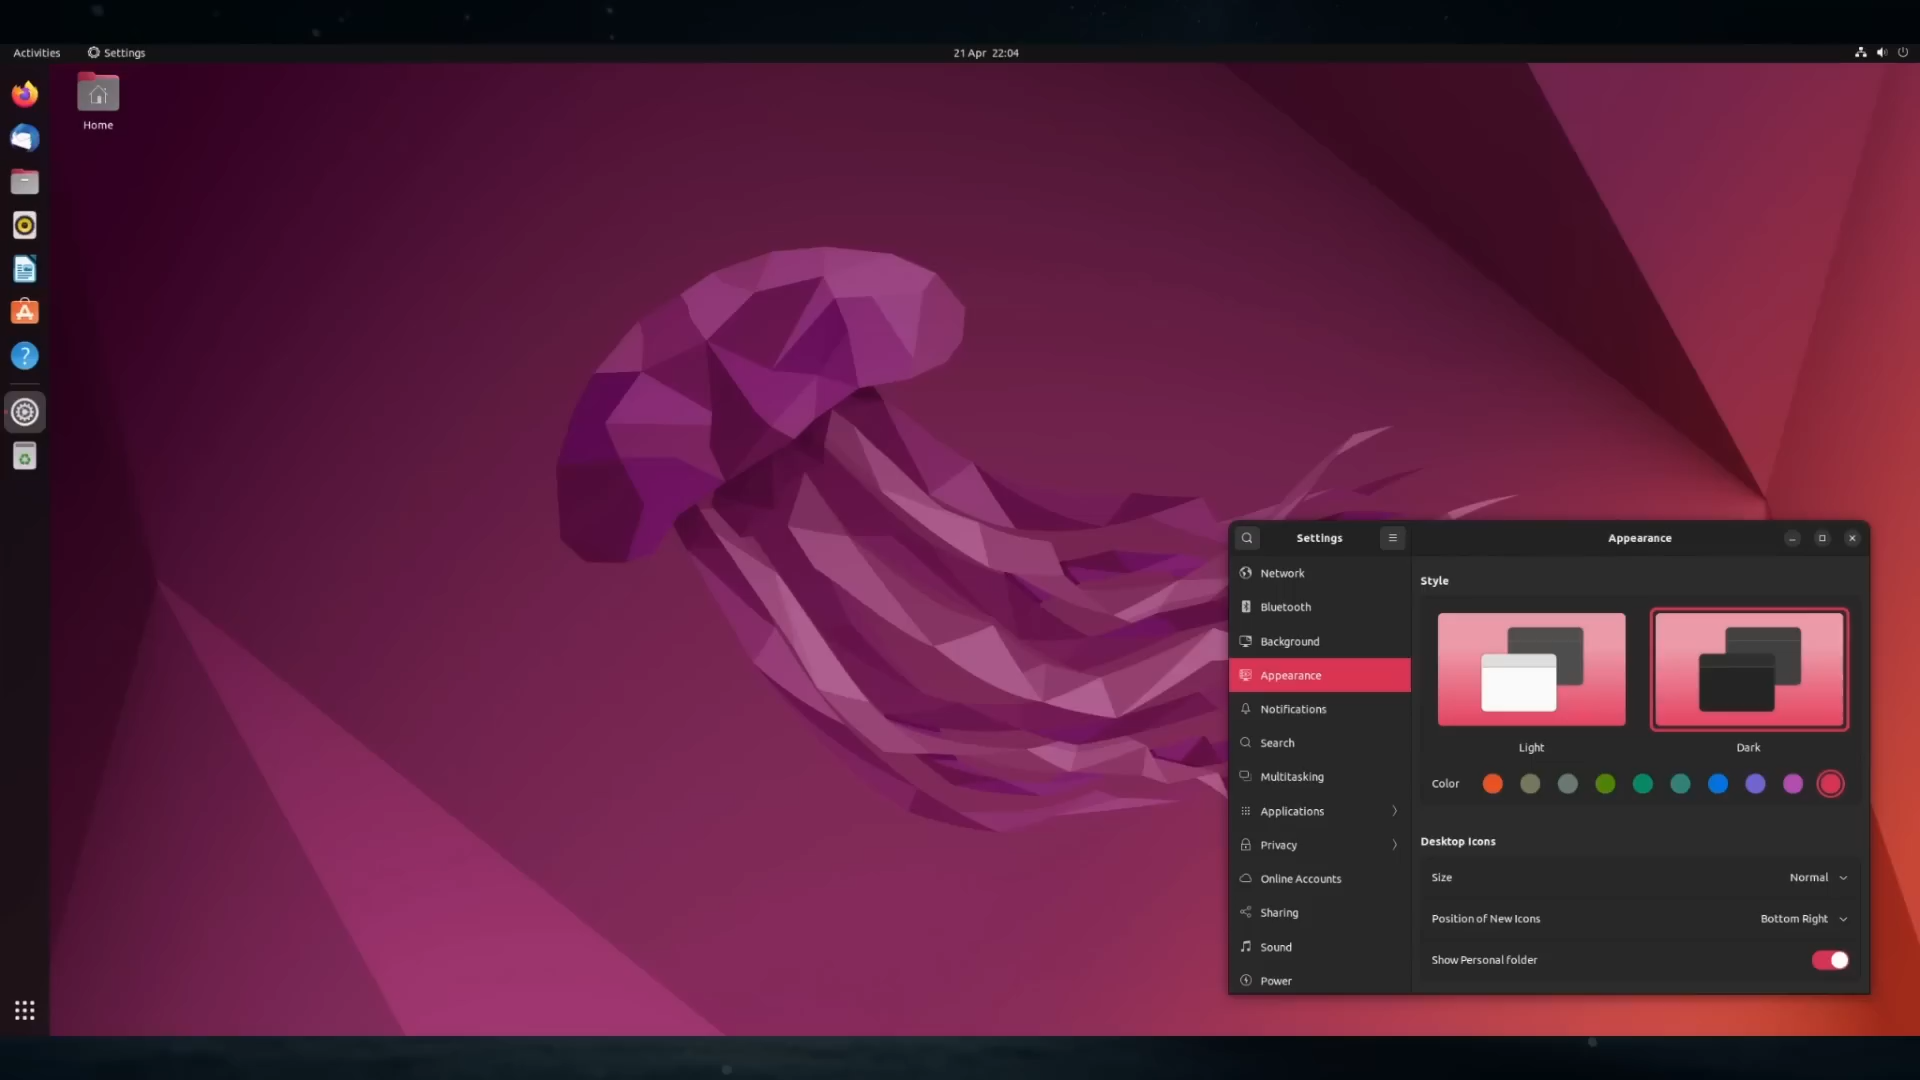 Activities
Settings
21 Apr 22:04
Home
Settings
Appearance
Network
Bluetooth
Background
Appearance
Notifications
Search
Multitasking
Applications
Privacy
Online Accounts
Sharing
Sound
Power
Style
Light
Dark
Color
Desktop Icons
Size
Normal
Position of New Icons
Bottom Right
Show Personal folder